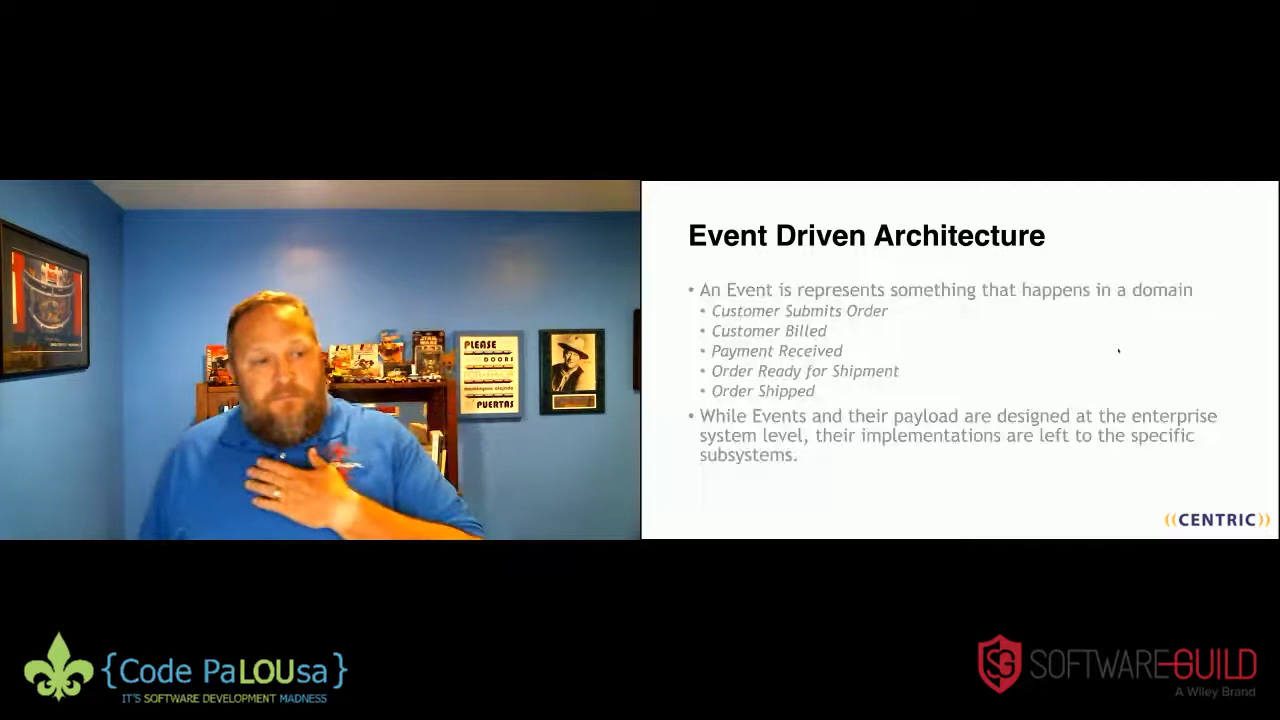 PLEASE
DOORS
PUERTAS
STAR
WARS
Event Driven Architecture
• An Event is represents something that happens in a domain
• Customer Submits Order
• Customer Billed
• Payment Received
• Order Ready for Shipment
• Order Shipped
• While Events and their payload are designed at the enterprise
system level, their implementations are left to the specific
subsystems.
((CENTRIC))
{Code PaLOUsa}
IT'S SOFTWARE DEVELOPMENT MADNESS
SG
SOFTWARE GUILD
A Wiley Brand